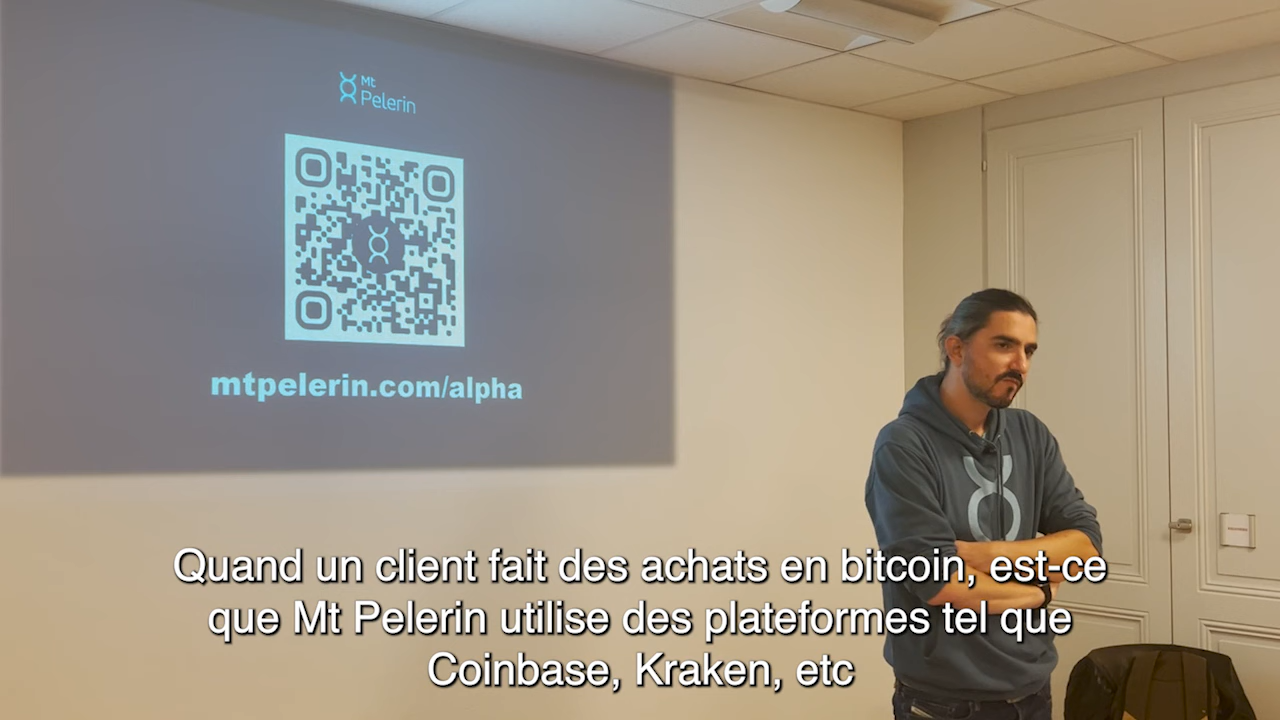 Mt
Pelerin
mtpelerin.com/alpha
Quand un client fait des achats en bitcoin, est-ce
que Mt Pelerin utilise des plateformes tel que
Coinbase, Kraken, etc